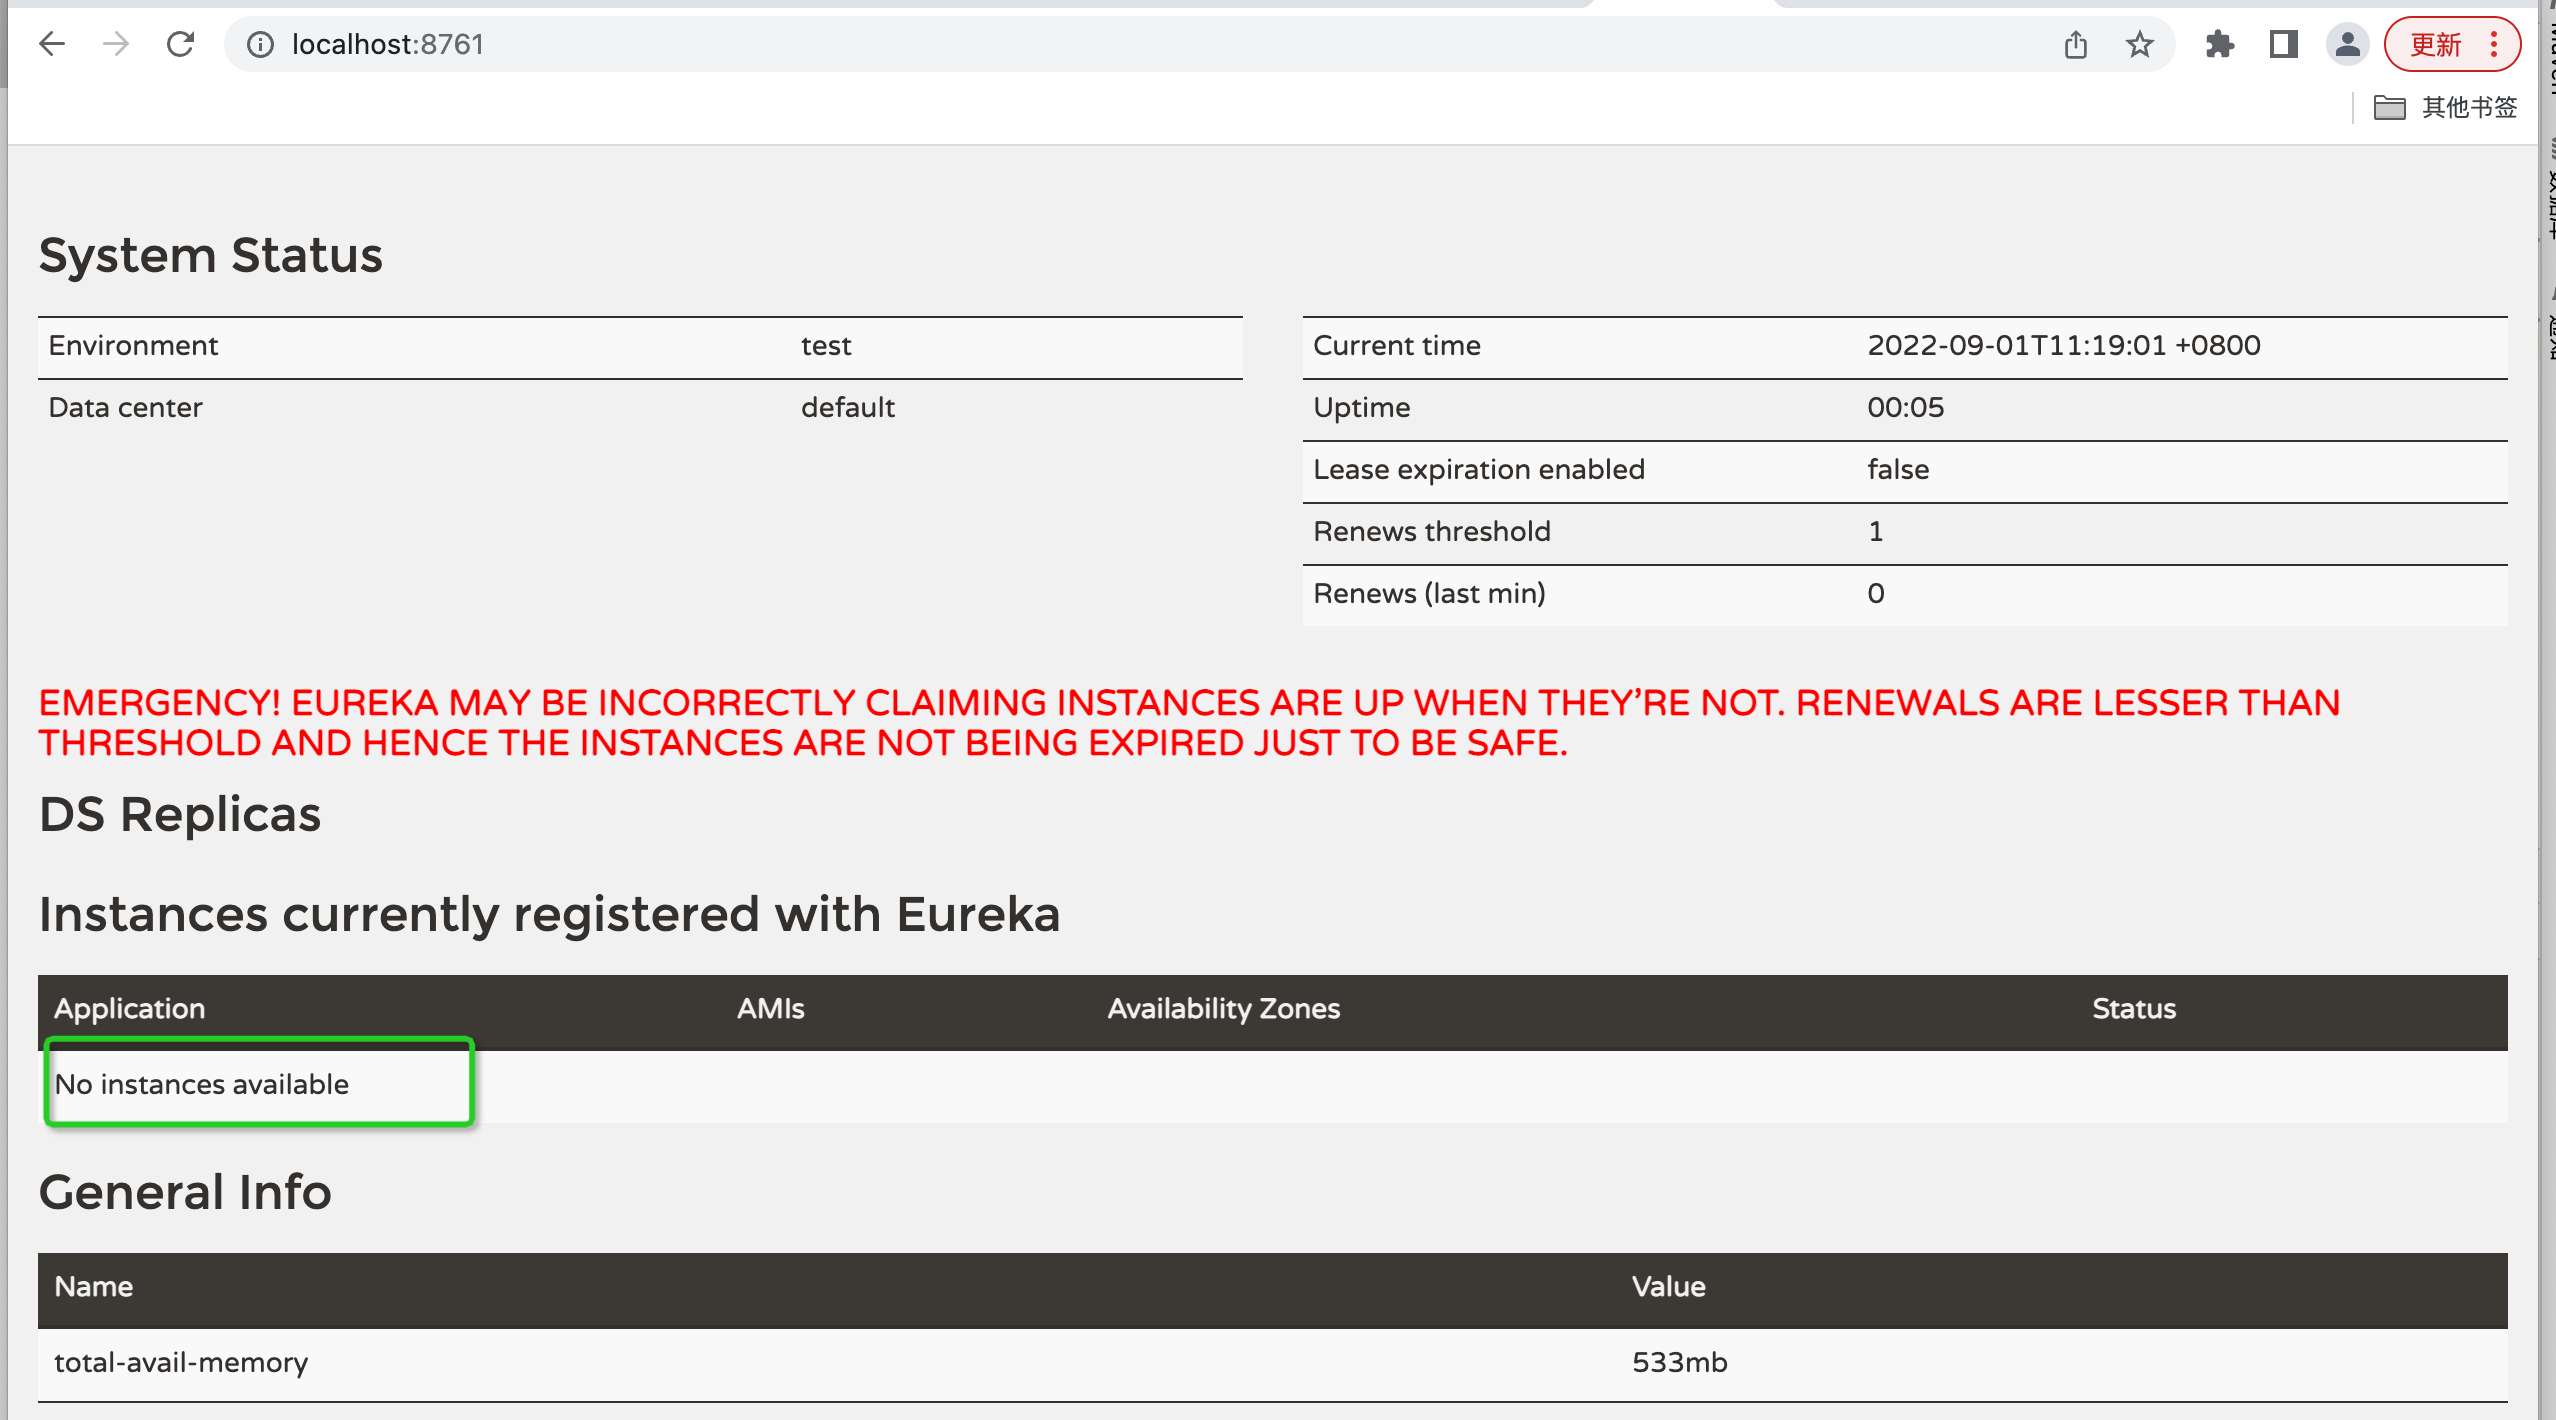 localhost:8761
更新
其他书签
System Status
Environment test
Data center default
Current time 2022-09-01T11:19:01 +0800
Uptime 00:05
Lease expiration enabled false
Renews threshold 1
Renews (last min) 0
EMERGENCY! EUREKA MAY BE INCORRECTLY CLAIMING INSTANCES ARE UP WHEN THEY’RE NOT. RENEWALS ARE LESSER THAN
THRESHOLD AND HENCE THE INSTANCES ARE NOT BEING EXPIRED JUST TO BE SAFE.
DS Replicas
Instances currently registered with Eureka
Application AMIs Availability Zones Status
No instances available
General Info
Name Value
total-avail-memory 533mb